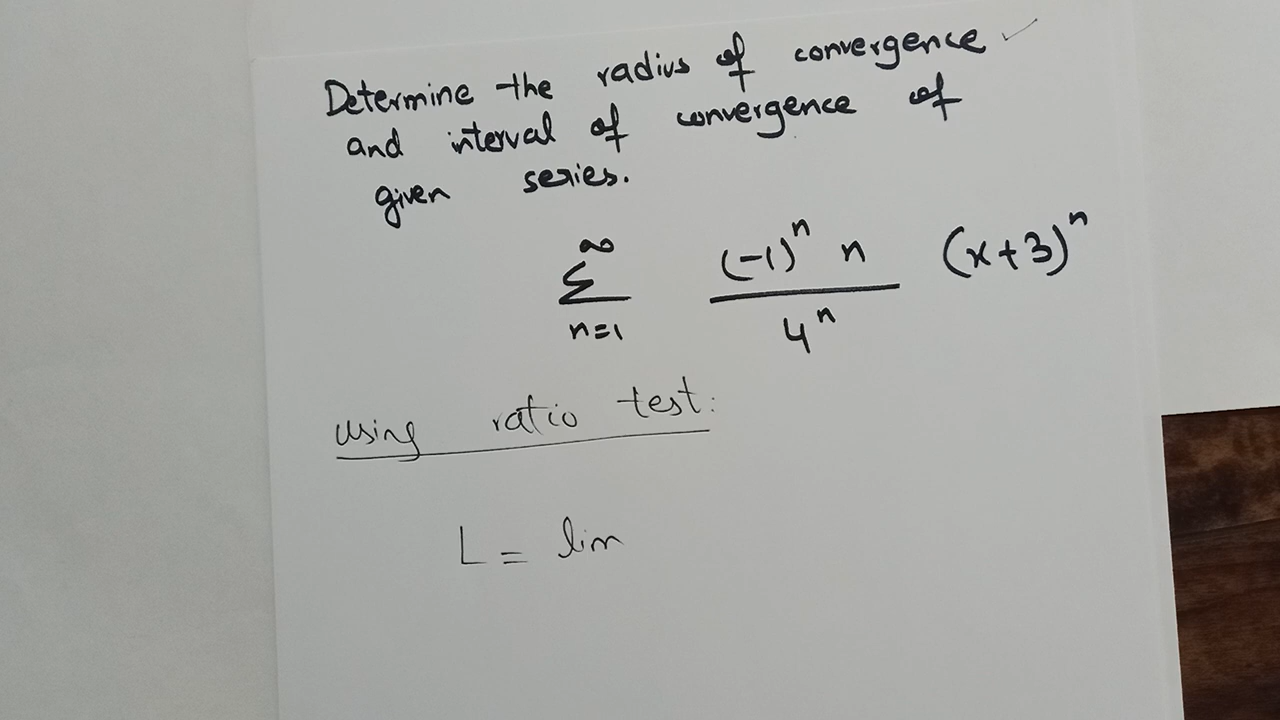 Determine the radius of convergence ✓
and interval of convergence of
given series.
∞
Σ (-1)^n n / 4^n (x+3)^n
n=1
using ratio test:
L = lim